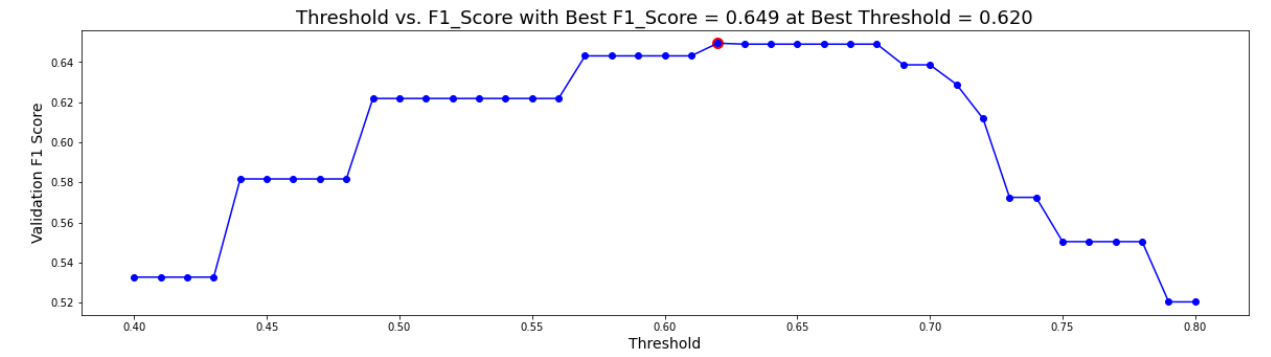 Threshold vs. F1_Score with Best F1_Score = 0.649 at Best Threshold = 0.620
Validation F1 Score
0.64
0.62
0.60
0.58
0.56
0.54
0.52
0.40 0.45 0.50 0.55 0.60 0.65 0.70 0.75 0.80
Threshold